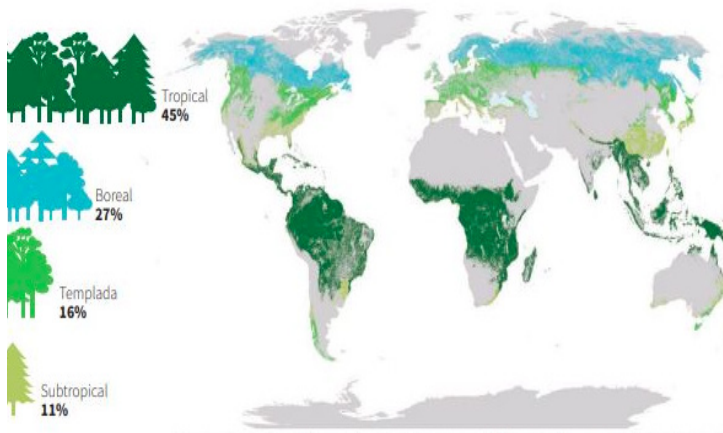 Tropical
45%
Boreal
27%
Templada
16%
Subtropical
11%